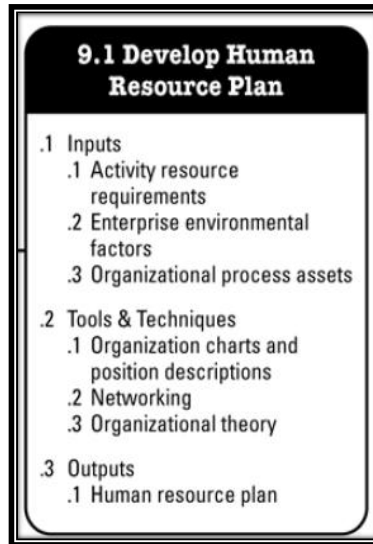 9.1 Develop Human
Resource Plan
.1 Inputs
.1 Activity resource
requirements
.2 Enterprise environmental
factors
.3 Organizational process assets
.2 Tools & Techniques
.1 Organization charts and
position descriptions
.2 Networking
.3 Organizational theory
.3 Outputs
.1 Human resource plan